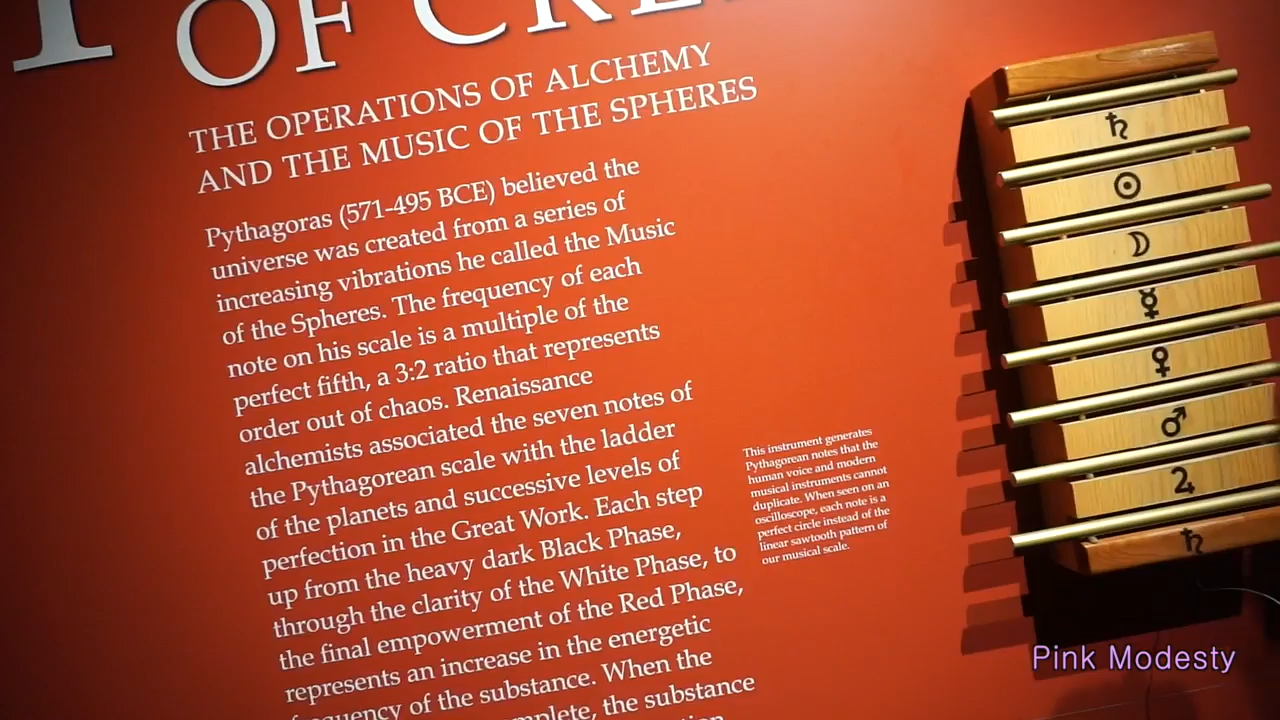 OF
THE OPERATIONS OF ALCHEMY
AND THE MUSIC OF THE SPHERES
Pythagoras (571-495 BCE) believed the
universe was created from a series of
increasing vibrations he called the Music
of the Spheres. The frequency of each
note on his scale is a multiple of the
perfect fifth, a 3:2 ratio that represents
order out of chaos. Renaissance
alchemists associated the seven notes of
the Pythagorean scale with the ladder
of the planets and successive levels of
perfection in the Great Work. Each step
up from the heavy dark Black Phase,
through the clarity of the White Phase, to
the final empowerment of the Red Phase,
represents an increase in the energetic
of the substance. When the
the substance
This instrument generates
Pythagorean notes that the
human voice and modern
musical instruments cannot
duplicate. When seen on an
oscilloscope, each note is a
perfect circle instead of the
linear sawtooth pattern of
our musical scale.
♄
☉
☽
☿
♀
♂
♃
♄
Pink Modesty